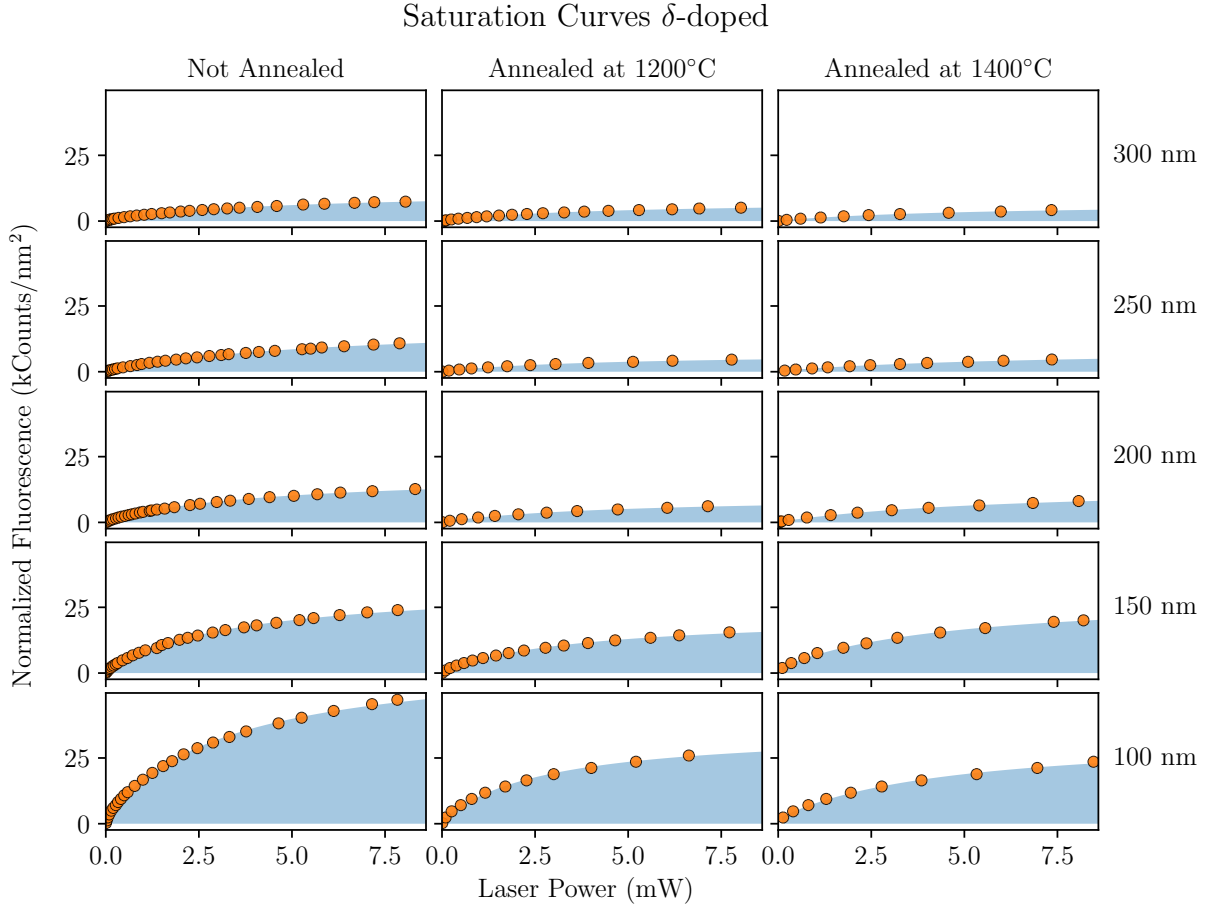 Saturation Curves δ-doped
Not Annealed
Annealed at 1200°C
Annealed at 1400°C
25
0
300 nm
25
0
250 nm
25
0
200 nm
25
0
150 nm
25
0
100 nm
Normalized Fluorescence (kCounts/nm²)
0.0 2.5 5.0 7.5
0.0 2.5 5.0 7.5
0.0 2.5 5.0 7.5
Laser Power (mW)